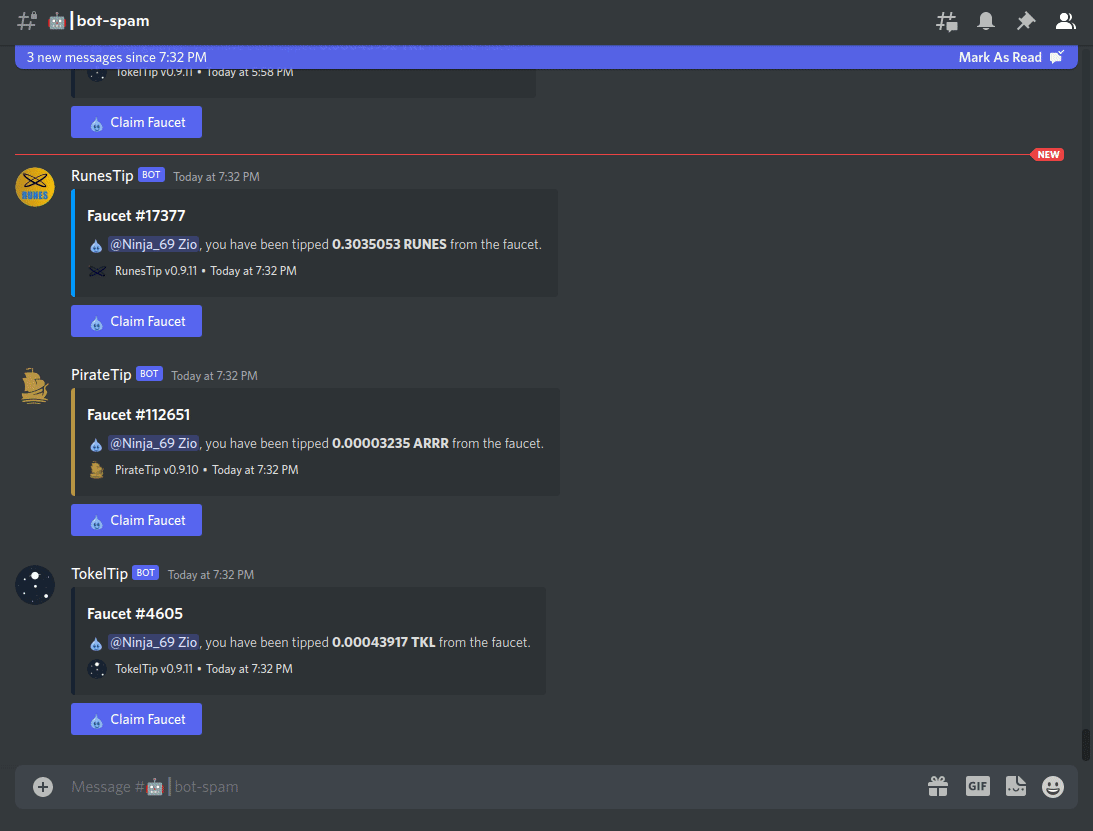 🤖|bot-spam
3 new messages since 7:32 PM Mark As Read
TokelTip v0.9.11 • Today at 5:58 PM
Claim Faucet
NEW
RunesTip BOT Today at 7:32 PM
RUNES
Faucet #17377
@Ninja_69 Zio, you have been tipped 0.3035053 RUNES from the faucet.
RunesTip v0.9.11 • Today at 7:32 PM
Claim Faucet
PirateTip BOT Today at 7:32 PM
Faucet #112651
@Ninja_69 Zio, you have been tipped 0.00003235 ARRR from the faucet.
PirateTip v0.9.10 • Today at 7:32 PM
Claim Faucet
TokelTip BOT Today at 7:32 PM
Faucet #4605
@Ninja_69 Zio, you have been tipped 0.00043917 TKL from the faucet.
TokelTip v0.9.11 • Today at 7:32 PM
Claim Faucet
Message #🤖|bot-spam GIF